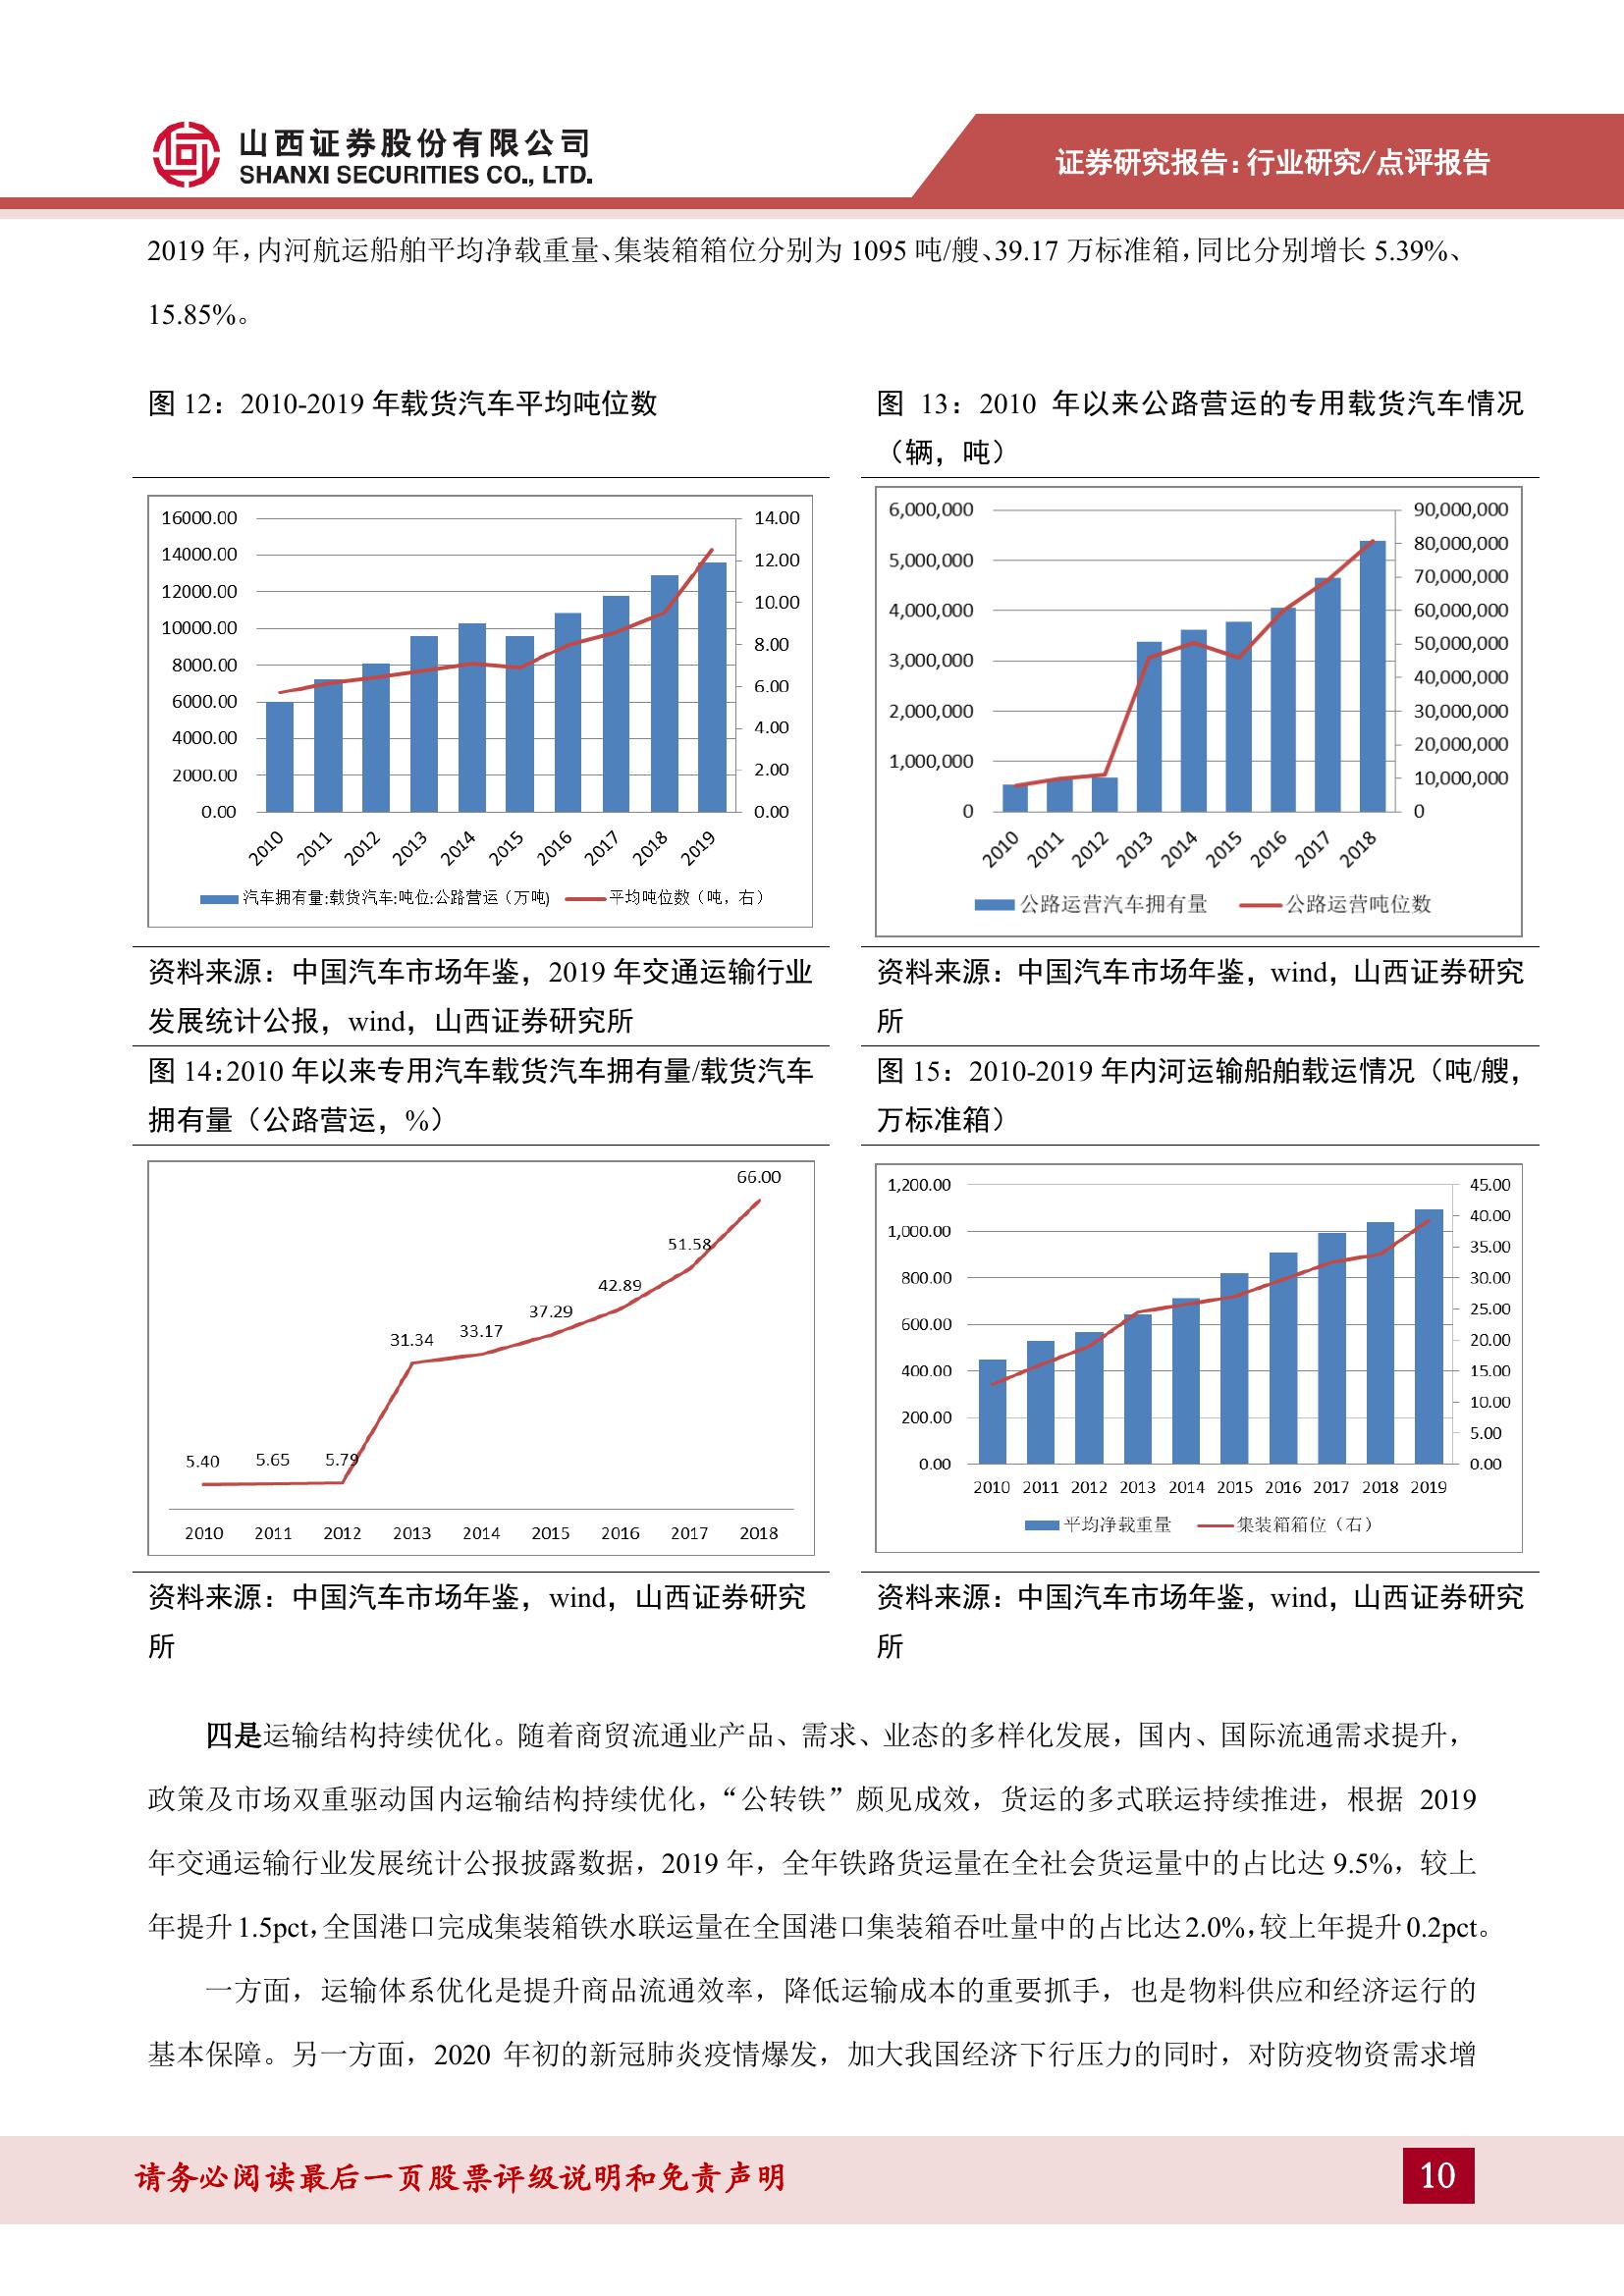 山西证券股份有限公司
SHANXI SECURITIES CO., LTD.
证券研究报告：行业研究/点评报告
2019 年，内河航运船舶平均净载重量、集装箱箱位分别为 1095 吨/艘、39.17 万标准箱，同比分别增长 5.39%、
15.85%。
图 12：2010-2019 年载货汽车平均吨位数
16000.00
14000.00
12000.00
10000.00
8000.00
6000.00
4000.00
2000.00
0.00
14.00
12.00
10.00
8.00
6.00
4.00
2.00
0.00
2010 2011 2012 2013 2014 2015 2016 2017 2018 2019
汽车拥有量:载货汽车:吨位:公路营运（万吨） 平均吨位数（吨，右）
资料来源：中国汽车市场年鉴，2019 年交通运输行业
发展统计公报，wind，山西证券研究所
图 13：2010 年以来公路营运的专用载货汽车情况
（辆，吨）
6,000,000
5,000,000
4,000,000
3,000,000
2,000,000
1,000,000
0
90,000,000
80,000,000
70,000,000
60,000,000
50,000,000
40,000,000
30,000,000
20,000,000
10,000,000
0
2010 2011 2012 2013 2014 2015 2016 2017 2018
公路运营汽车拥有量 公路运营吨位数
资料来源：中国汽车市场年鉴，wind，山西证券研究
所
图 14：2010 年以来专用汽车载货汽车拥有量/载货汽车
拥有量（公路营运，%）
5.40 5.65 5.79 31.34 33.17 37.29 42.89 51.58 66.00
2010 2011 2012 2013 2014 2015 2016 2017 2018
资料来源：中国汽车市场年鉴，wind，山西证券研究
所
图 15：2010-2019 年内河运输船舶载运情况（吨/艘，
万标准箱）
1,200.00
1,000.00
800.00
600.00
400.00
200.00
0.00
45.00
40.00
35.00
30.00
25.00
20.00
15.00
10.00
5.00
0.00
2010 2011 2012 2013 2014 2015 2016 2017 2018 2019
平均净载重量 集装箱箱位（右）
资料来源：中国汽车市场年鉴，wind，山西证券研究
所
四是运输结构持续优化。随着商贸流通业产品、需求、业态的多样化发展，国内、国际流通需求提升，
政策及市场双重驱动国内运输结构持续优化，“公转铁”颇见成效，货运的多式联运持续推进，根据 2019
年交通运输行业发展统计公报披露数据，2019 年，全年铁路货运量在全社会货运量中的占比达 9.5%，较上
年提升 1.5pct，全国港口完成集装箱铁水联运量在全国港口集装箱吞吐量中的占比达 2.0%，较上年提升 0.2pct。
一方面，运输体系优化是提升商品流通效率，降低运输成本的重要抓手，也是物料供应和经济运行的
基本保障。另一方面，2020 年初的新冠肺炎疫情爆发，加大我国经济下行压力的同时，对防疫物资需求增
请务必阅读最后一页股票评级说明和免责声明
10